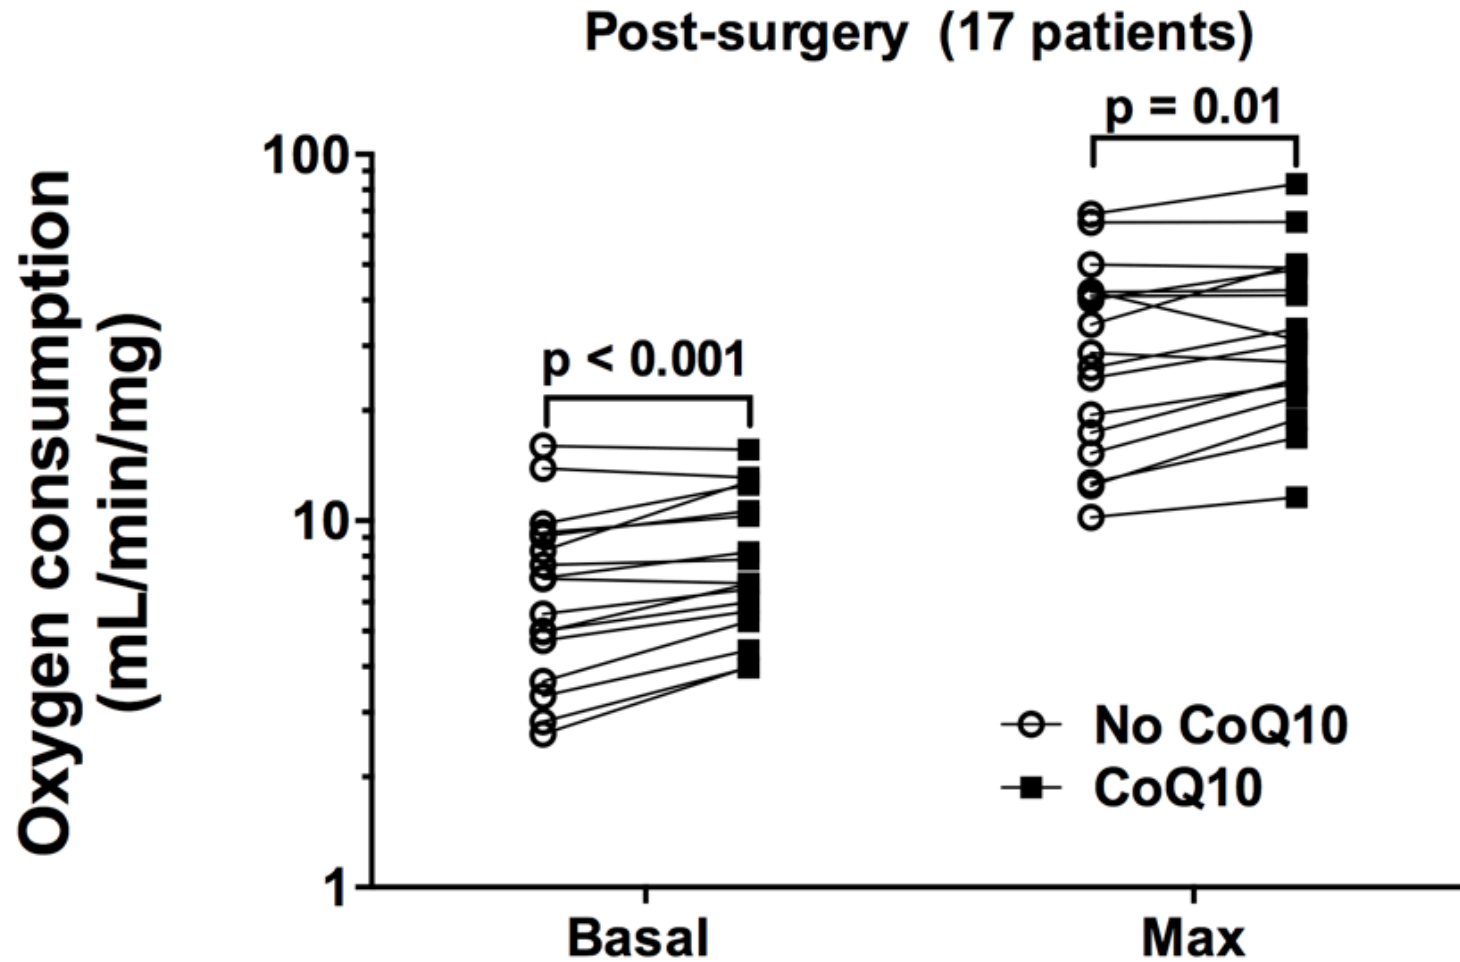 Post-surgery (17 patients)
p = 0.01
100
p < 0.001
Oxygen consumption
(mL/min/mg)
10
No CoQ10
CoQ10
1
Basal
Max